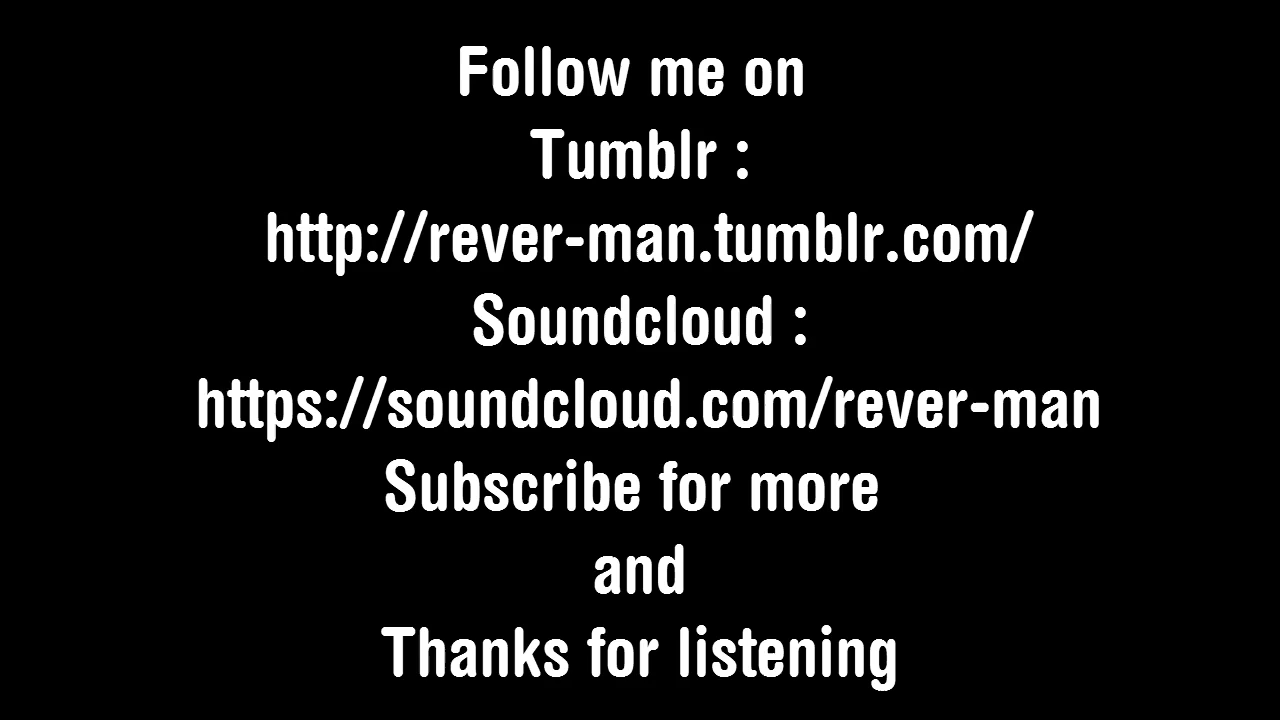 Follow me on
Tumblr :
http://rever-man.tumblr.com/
Soundcloud :
https://soundcloud.com/rever-man
Subscribe for more
and
Thanks for listening